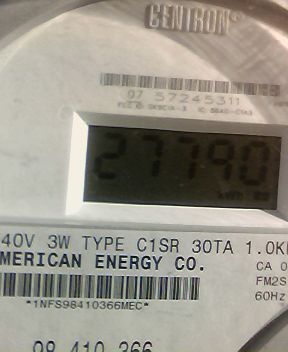 CENTRON®
07 57245311
27790
40V 3W TYPE C1SR 30TA 1.0K
MERICAN ENERGY CO.
CA 0
FM2S
*1NFS98410366MEC*
60Hz
98 410 366